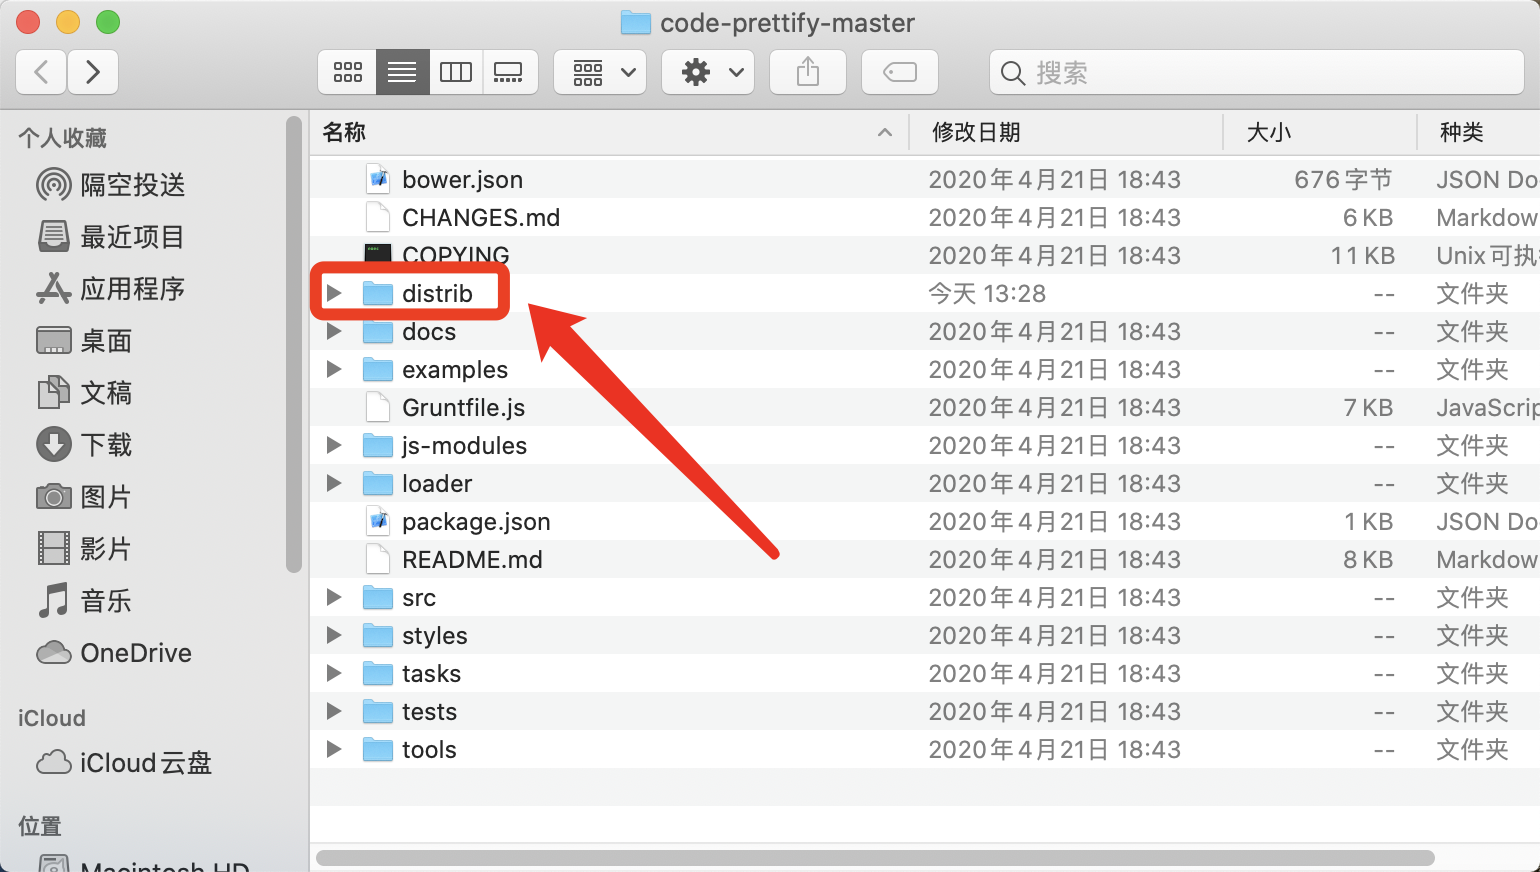 code-prettify-master
搜索
个人收藏
隔空投送
最近项目
应用程序
桌面
文稿
下载
图片
影片
音乐
OneDrive
iCloud
iCloud云盘
位置
Macintosh HD
名称 修改日期 大小 种类
bower.json 2020年4月21日 18:43 676字节 JSON Do
CHANGES.md 2020年4月21日 18:43 6 KB Markdow
COPYING 2020年4月21日 18:43 11 KB Unix可执
distrib 今天 13:28 -- 文件夹
docs 2020年4月21日 18:43 -- 文件夹
examples 2020年4月21日 18:43 -- 文件夹
Gruntfile.js 2020年4月21日 18:43 7 KB JavaScrip
js-modules 2020年4月21日 18:43 -- 文件夹
loader 2020年4月21日 18:43 -- 文件夹
package.json 2020年4月21日 18:43 1 KB JSON Do
README.md 2020年4月21日 18:43 8 KB Markdow
src 2020年4月21日 18:43 -- 文件夹
styles 2020年4月21日 18:43 -- 文件夹
tasks 2020年4月21日 18:43 -- 文件夹
tests 2020年4月21日 18:43 -- 文件夹
tools 2020年4月21日 18:43 -- 文件夹